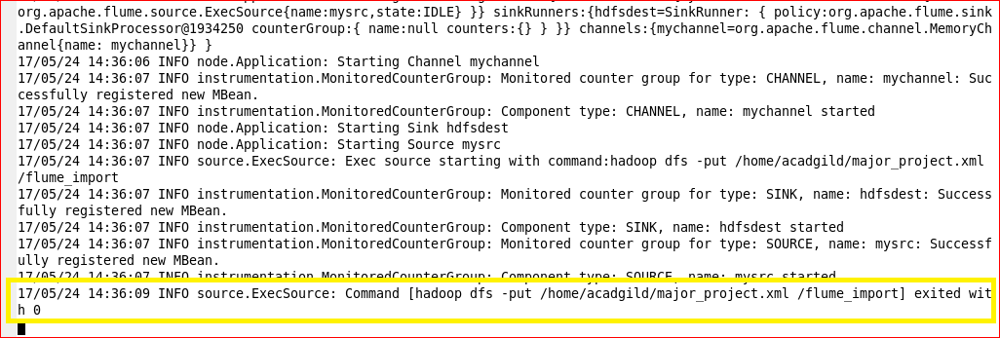 org.apache.flume.source.ExecSource{name:mysrc,state:IDLE} }} sinkRunners:{hdfsdest=SinkRunner: { policy:org.apache.flume.sink
.DefaultSinkProcessor@1934250 counterGroup:{ name:null counters:{} } }} channels:{mychannel=org.apache.flume.channel.MemoryCh
annel{name: mychannel}} }
17/05/24 14:36:06 INFO node.Application: Starting Channel mychannel
17/05/24 14:36:07 INFO instrumentation.MonitoredCounterGroup: Monitored counter group for type: CHANNEL, name: mychannel: Suc
cessfully registered new MBean.
17/05/24 14:36:07 INFO instrumentation.MonitoredCounterGroup: Component type: CHANNEL, name: mychannel started
17/05/24 14:36:07 INFO node.Application: Starting Sink hdfsdest
17/05/24 14:36:07 INFO node.Application: Starting Source mysrc
17/05/24 14:36:07 INFO source.ExecSource: Exec source starting with command:hadoop dfs -put /home/acadgild/major_project.xml
/flume_import
17/05/24 14:36:07 INFO instrumentation.MonitoredCounterGroup: Monitored counter group for type: SINK, name: hdfsdest: Success
fully registered new MBean.
17/05/24 14:36:07 INFO instrumentation.MonitoredCounterGroup: Component type: SINK, name: hdfsdest started
17/05/24 14:36:07 INFO instrumentation.MonitoredCounterGroup: Monitored counter group for type: SOURCE, name: mysrc: Successf
ully registered new MBean.
17/05/24 14:36:07 INFO instrumentation.MonitoredCounterGroup: Component type: SOURCE, name: mysrc started
17/05/24 14:36:09 INFO source.ExecSource: Command [hadoop dfs -put /home/acadgild/major_project.xml /flume_import] exited wit
h 0